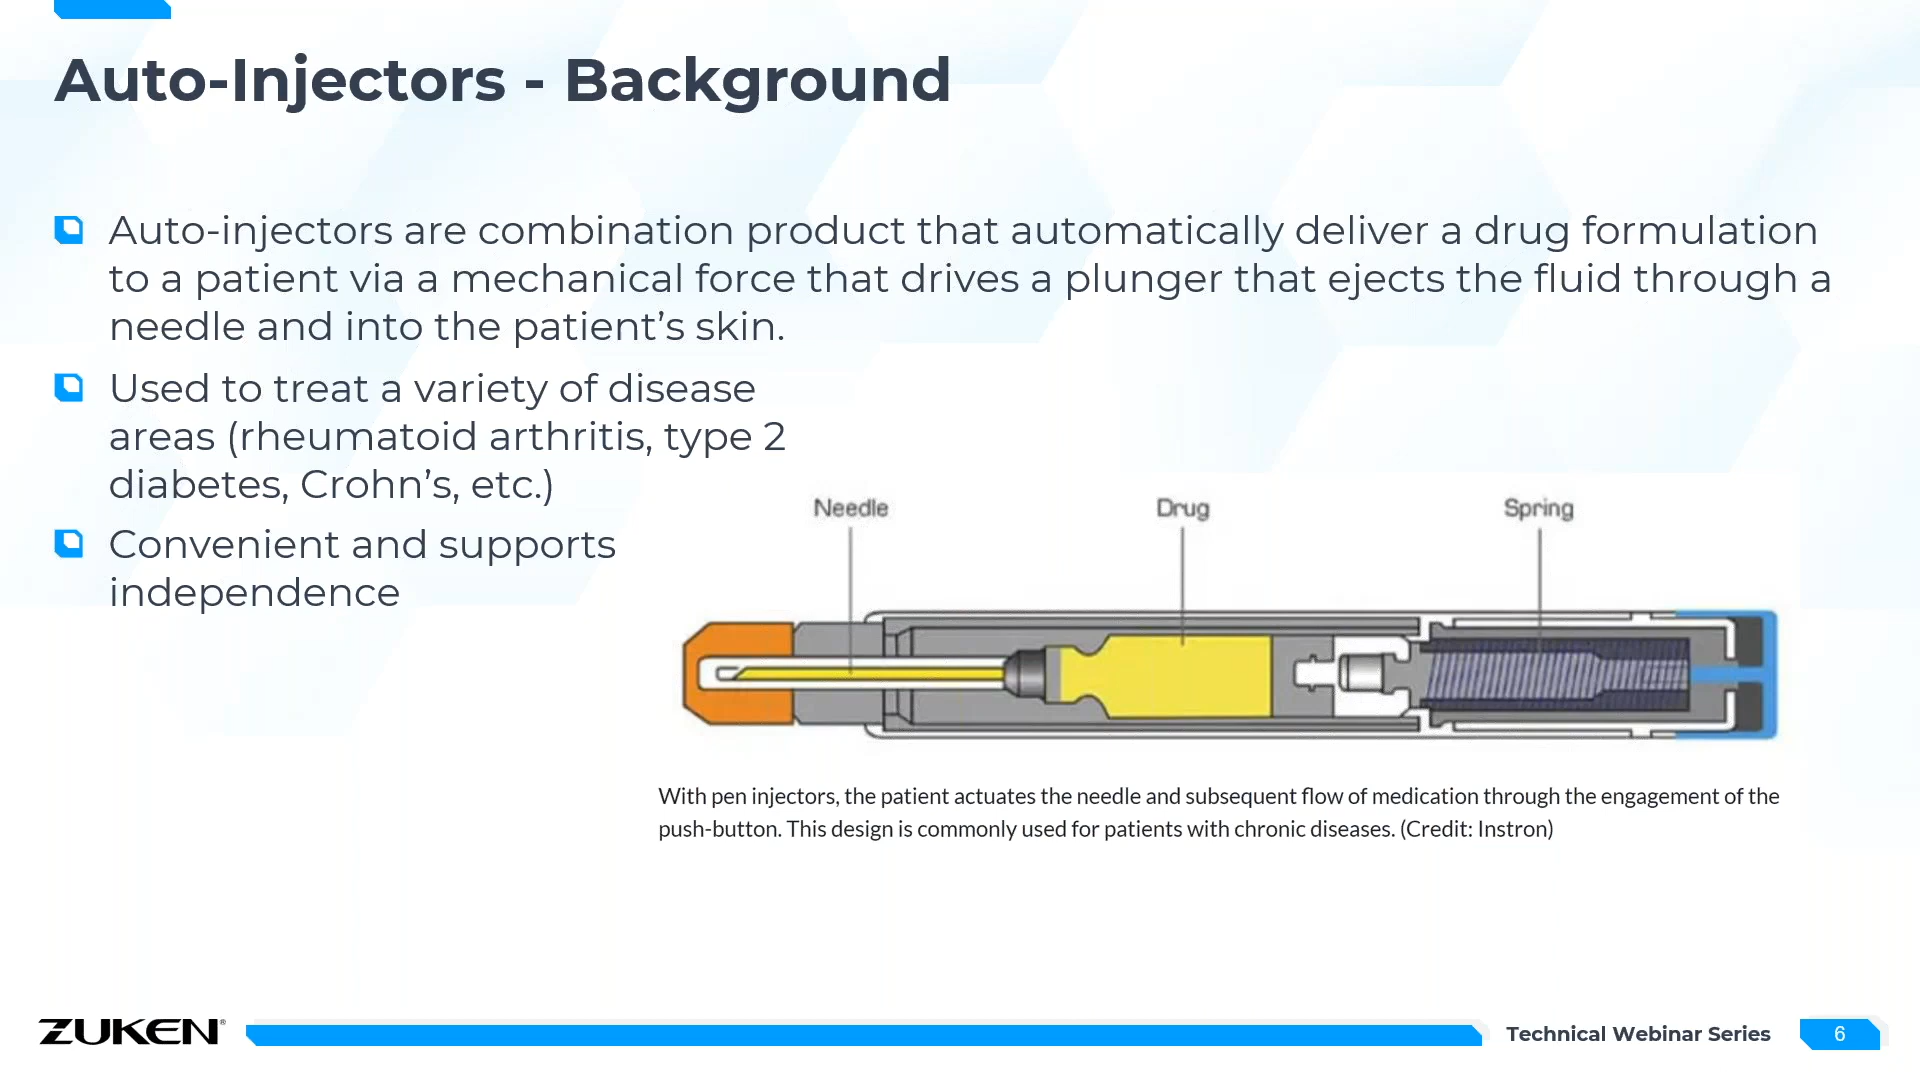 Auto-Injectors - Background
Auto-injectors are combination product that automatically deliver a drug formulation
to a patient via a mechanical force that drives a plunger that ejects the fluid through a
needle and into the patient’s skin.
Used to treat a variety of disease
areas (rheumatoid arthritis, type 2
diabetes, Crohn’s, etc.)
Convenient and supports
independence
Needle
Drug
Spring
With pen injectors, the patient actuates the needle and subsequent flow of medication through the engagement of the
push-button. This design is commonly used for patients with chronic diseases. (Credit: Instron)
ZUKEN®
Technical Webinar Series
6